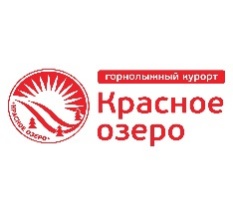 КРАСНОЕ ОЗЕРО
горнолыжный курорт
Красное
озеро